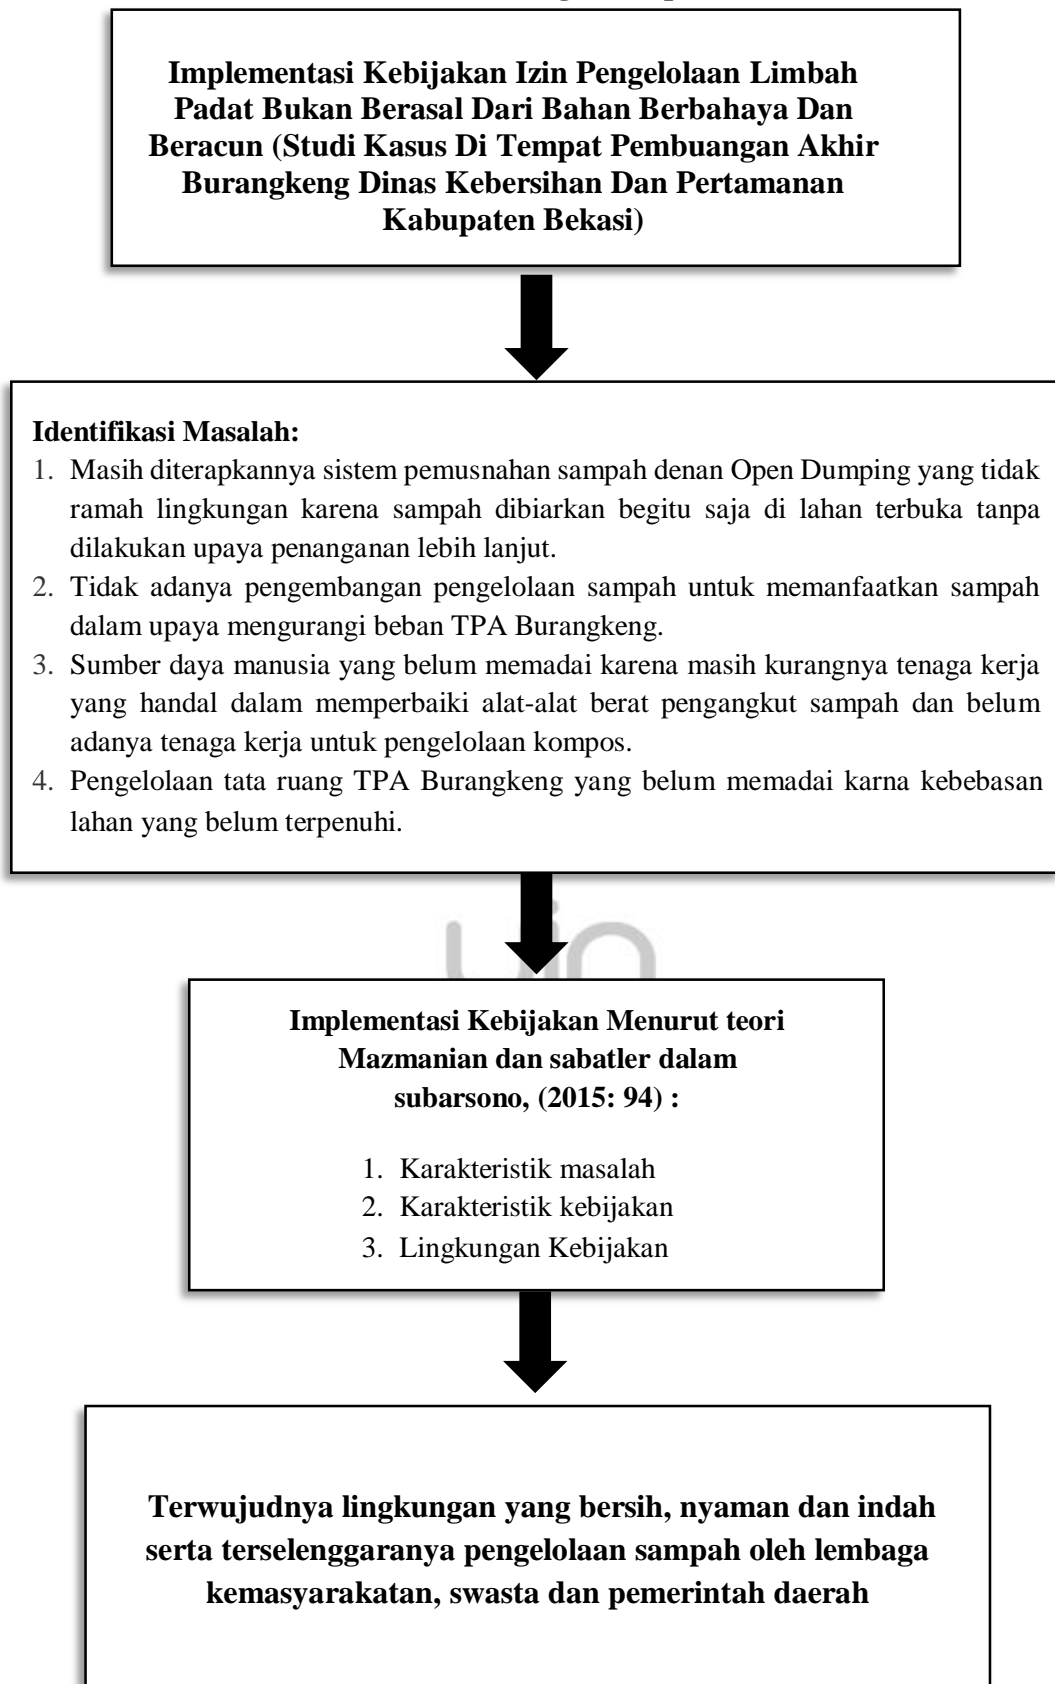 Implementasi Kebijakan Izin Pengelolaan Limbah
Padat Bukan Berasal Dari Bahan Berbahaya Dan
Beracun (Studi Kasus Di Tempat Pembuangan Akhir
Burangkeng Dinas Kebersihan Dan Pertamanan
Kabupaten Bekasi)
Identifikasi Masalah:
1. Masih diterapkannya sistem pemusnahan sampah denan Open Dumping yang tidak
ramah lingkungan karena sampah dibiarkan begitu saja di lahan terbuka tanpa
dilakukan upaya penanganan lebih lanjut.
2. Tidak adanya pengembangan pengelolaan sampah untuk memanfaatkan sampah
dalam upaya mengurangi beban TPA Burangkeng.
3. Sumber daya manusia yang belum memadai karena masih kurangnya tenaga kerja
yang handal dalam memperbaiki alat-alat berat pengangkut sampah dan belum
adanya tenaga kerja untuk pengelolaan kompos.
4. Pengelolaan tata ruang TPA Burangkeng yang belum memadai karna kebebasan
lahan yang belum terpenuhi.
uin
Implementasi Kebijakan Menurut teori
Mazmanian dan sabatler dalam
subarsono, (2015: 94) :
1. Karakteristik masalah
2. Karakteristik kebijakan
3. Lingkungan Kebijakan
Terwujudnya lingkungan yang bersih, nyaman dan indah
serta terselenggaranya pengelolaan sampah oleh lembaga
kemasyarakatan, swasta dan pemerintah daerah